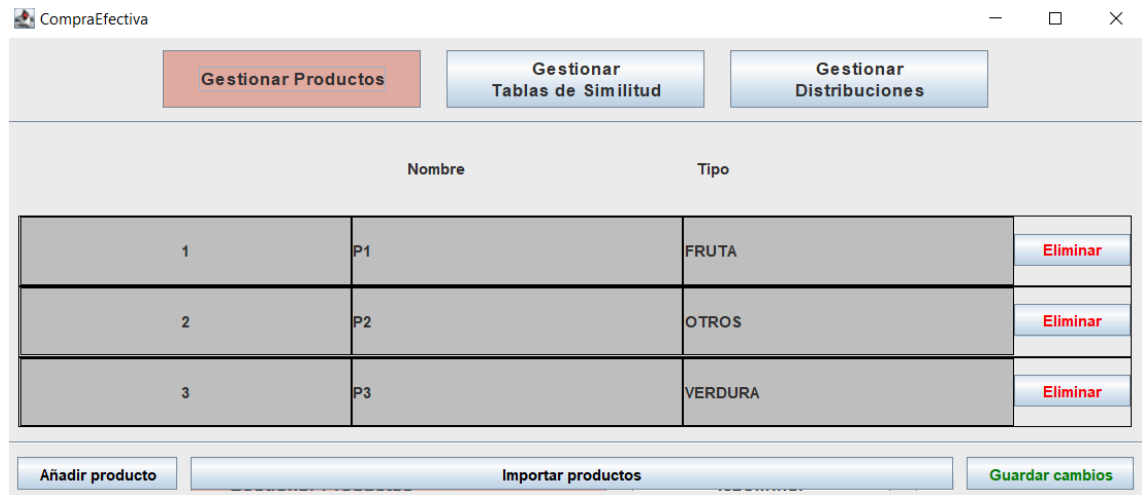 CompraEfectiva
Gestionar Productos
Gestionar
Tablas de Similitud
Gestionar
Distribuciones
Nombre Tipo
1 P1 FRUTA Eliminar
2 P2 OTROS Eliminar
3 P3 VERDURA Eliminar
Añadir producto Importar productos Guardar cambios